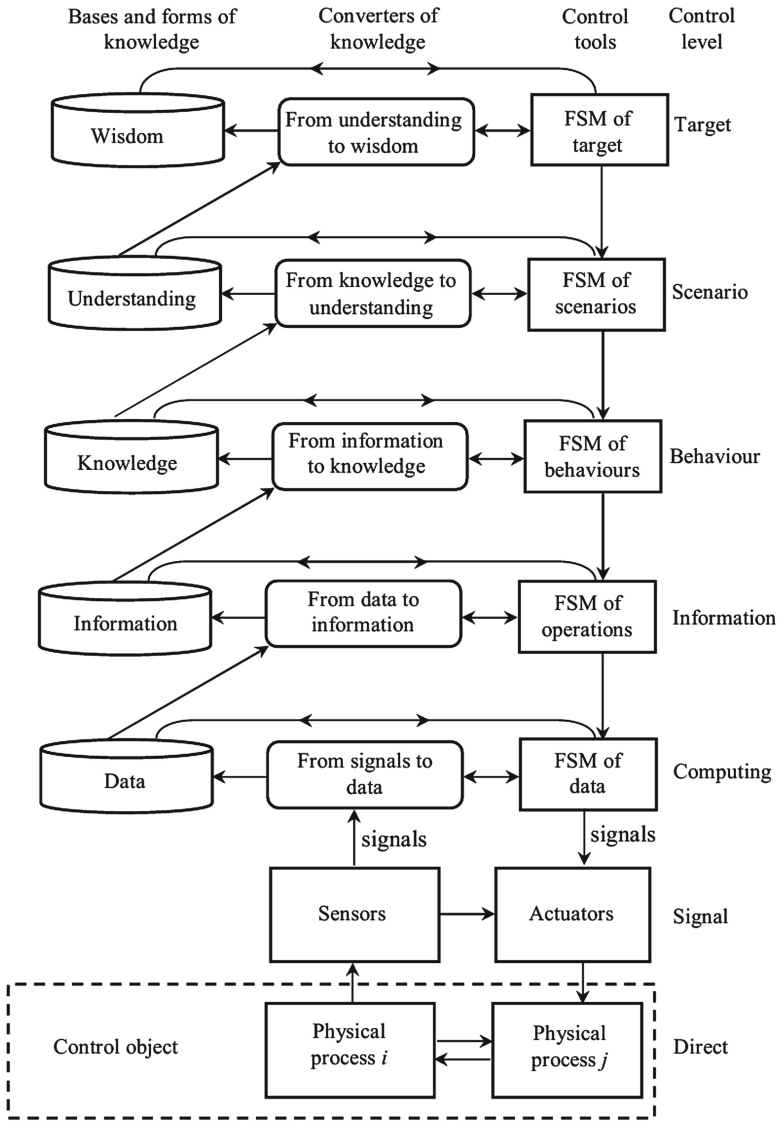 Bases and forms of
knowledge
Converters of
knowledge
Control
tools
Control
level
Wisdom
From understanding
to wisdom
FSM of
target
Target
Understanding
From knowledge to
understanding
FSM of
scenarios
Scenario
Knowledge
From information
to knowledge
FSM of
behaviours
Behaviour
Information
From data to
information
FSM of
operations
Information
Data
From signals to
data
FSM of
data
Computing
signals
signals
Sensors
Actuators
Signal
Control object
Physical
process i
Physical
process j
Direct